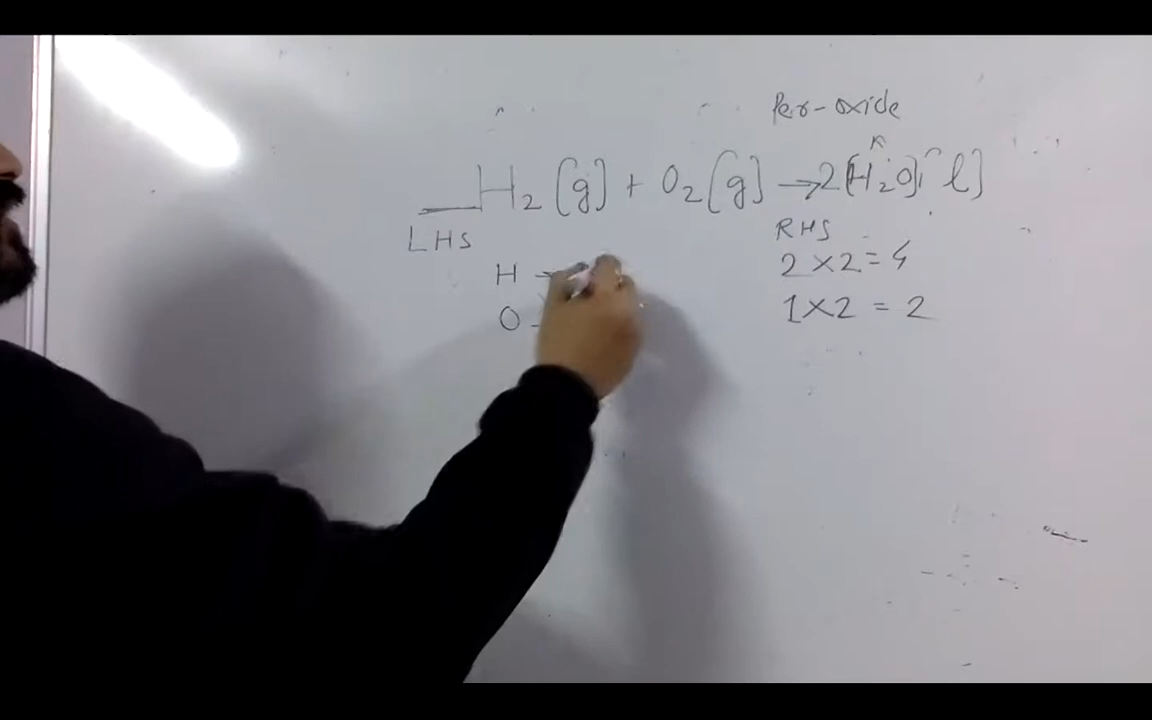 Per-oxide
H₂(g) + O₂(g) → 2(H₂O) l)
LHS RHS
H → 2×2=4
O 1×2 = 2